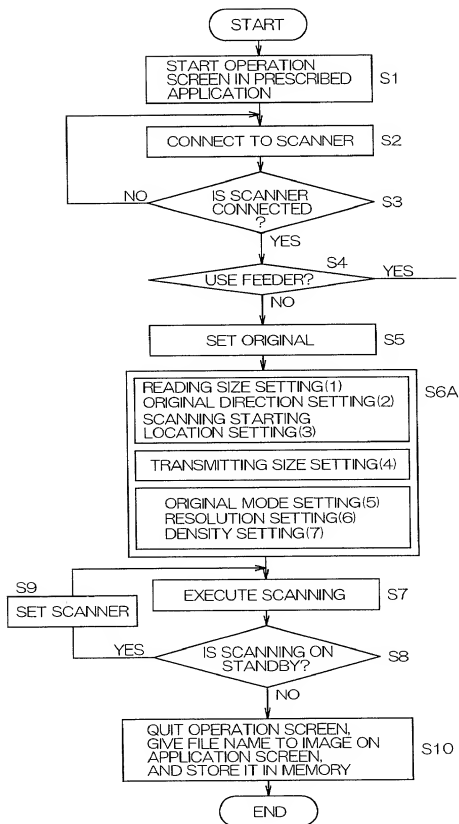 START
START OPERATION
SCREEN IN PRESCRIBED
APPLICATION
S1
CONNECT TO SCANNER
S2
NO
IS SCANNER
CONNECTED
?
S3
YES
S4
USE FEEDER?
YES
NO
SET ORIGINAL
S5
READING SIZE SETTING(1)
ORIGINAL DIRECTION SETTING(2)
SCANNING STARTING
LOCATION SETTING(3)
S6A
TRANSMITTING SIZE SETTING(4)
ORIGINAL MODE SETTING(5)
RESOLUTION SETTING(6)
DENSITY SETTING(7)
S9
SET SCANNER
EXECUTE SCANNING
S7
YES
IS SCANNING ON
STANDBY?
S8
NO
QUIT OPERATION SCREEN,
GIVE FILE NAME TO IMAGE ON
APPLICATION SCREEN,
AND STORE IT IN MEMORY
S10
END